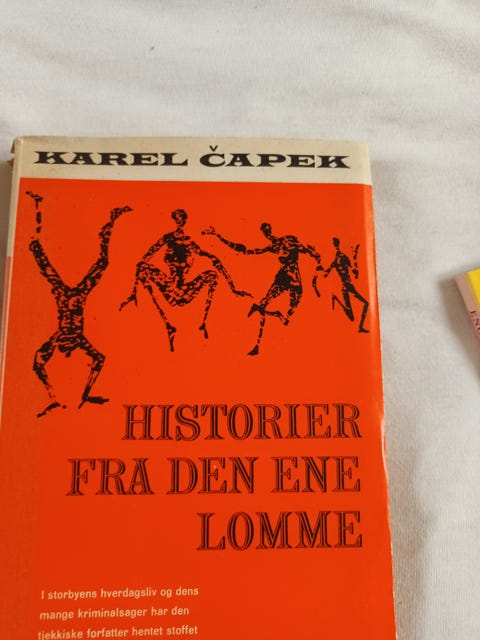 KAREL ČAPEK
HISTORIER
FRA DEN ENE
LOMME
I storbyens hverdagsliv og dens
mange kriminalsager har den
tjekkiske forfatter hentet stoffet